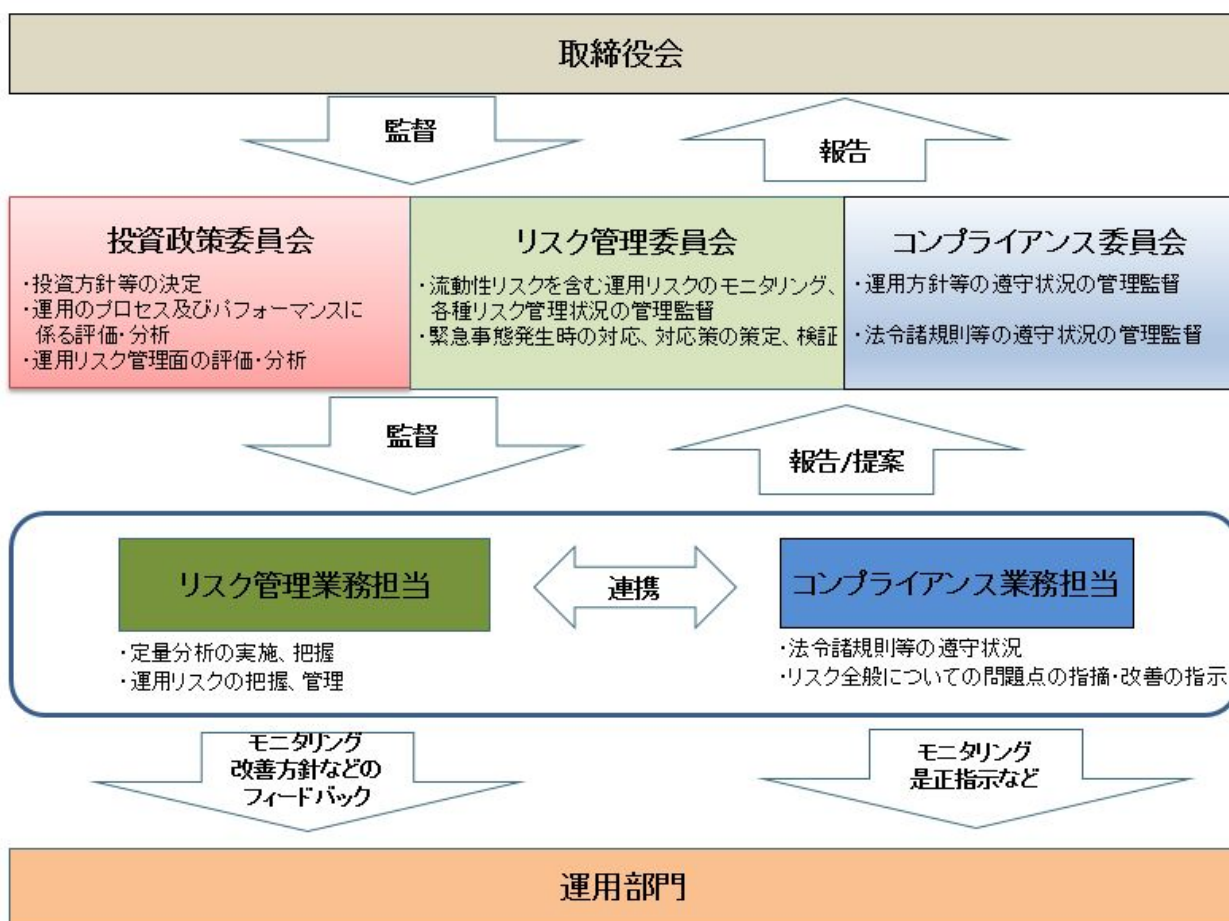 取締役会
監督
報告
投資政策委員会
・投資方針等の決定
・運用のプロセス及びパフォーマンスに
係る評価・分析
・運用リスク管理面の評価・分析
リスク管理委員会
・流動性リスクを含む運用リスクのモニタリング、
各種リスク管理状況の管理監督
・緊急事態発生時の対応、対応策の策定、検証
コンプライアンス委員会
・運用方針等の遵守状況の管理監督
・法令諸規則等の遵守状況の管理監督
監督
報告/提案
リスク管理業務担当
・定量分析の実施、把握
・運用リスクの把握、管理
連携
コンプライアンス業務担当
・法令諸規則等の遵守状況
・リスク全般についての問題点の指摘・改善の指示
モニタリング
改善方針などの
フィードバック
モニタリング
是正指示など
運用部門